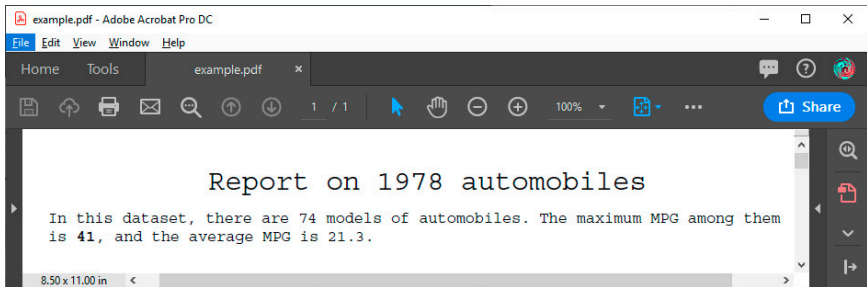 example.pdf - Adobe Acrobat Pro DC
File Edit View Window Help
Home Tools example.pdf ×
1 / 1 100% Share
Report on 1978 automobiles
In this dataset, there are 74 models of automobiles. The maximum MPG among them
is 41, and the average MPG is 21.3.
8.50 x 11.00 in